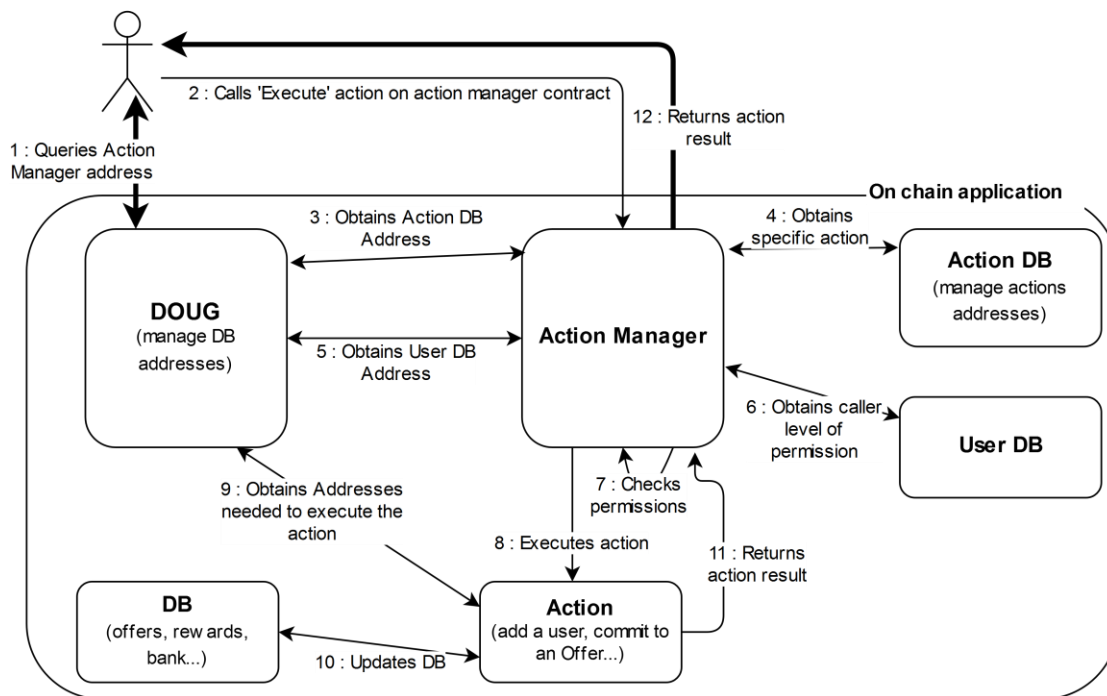 2 : Calls 'Execute' action on action manager contract
12 : Returns action
result
1 : Queries Action
Manager address
On chain application
3 : Obtains Action DB
Address
4 : Obtains
specific action
DOUG
(manage DB
addresses)
Action Manager
Action DB
(manage actions
addresses)
5 : Obtains User DB
Address
6 : Obtains caller
level of
permission
User DB
9 : Obtains Addresses
needed to execute the
action
7 : Checks
permissions
8 : Executes action
11 : Returns
action result
DB
(offers, rewards,
bank...)
Action
(add a user, commit to
an Offer...)
10 : Updates DB